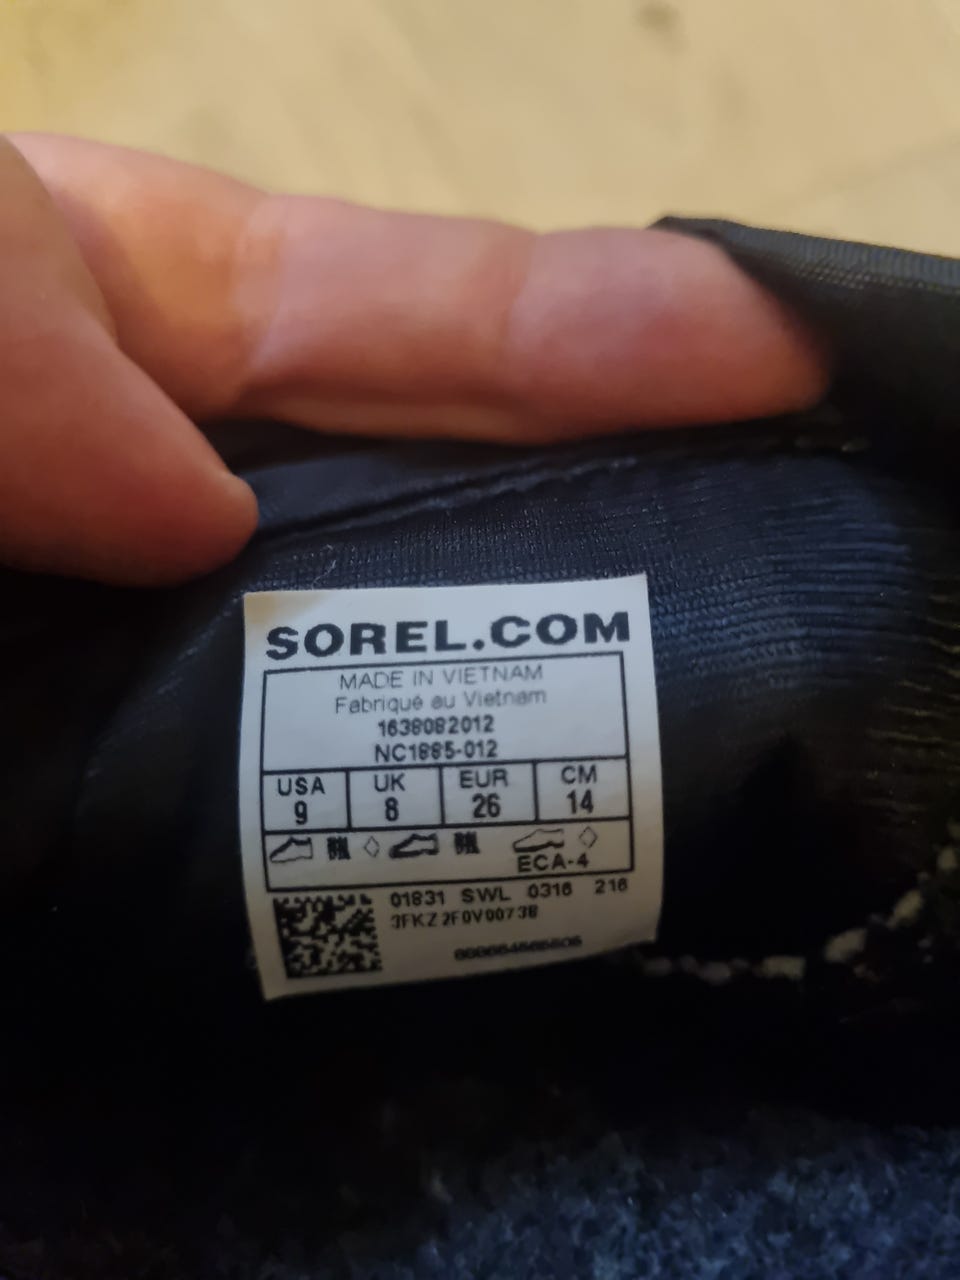 SOREL.COM
MADE IN VIETNAM
Fabriqué au Vietnam
1638082012
NC1885-012
USA UK EUR CM
9 8 26 14
ECA-4
01831 SWL 0316 216
3FKZ2F0V0073B